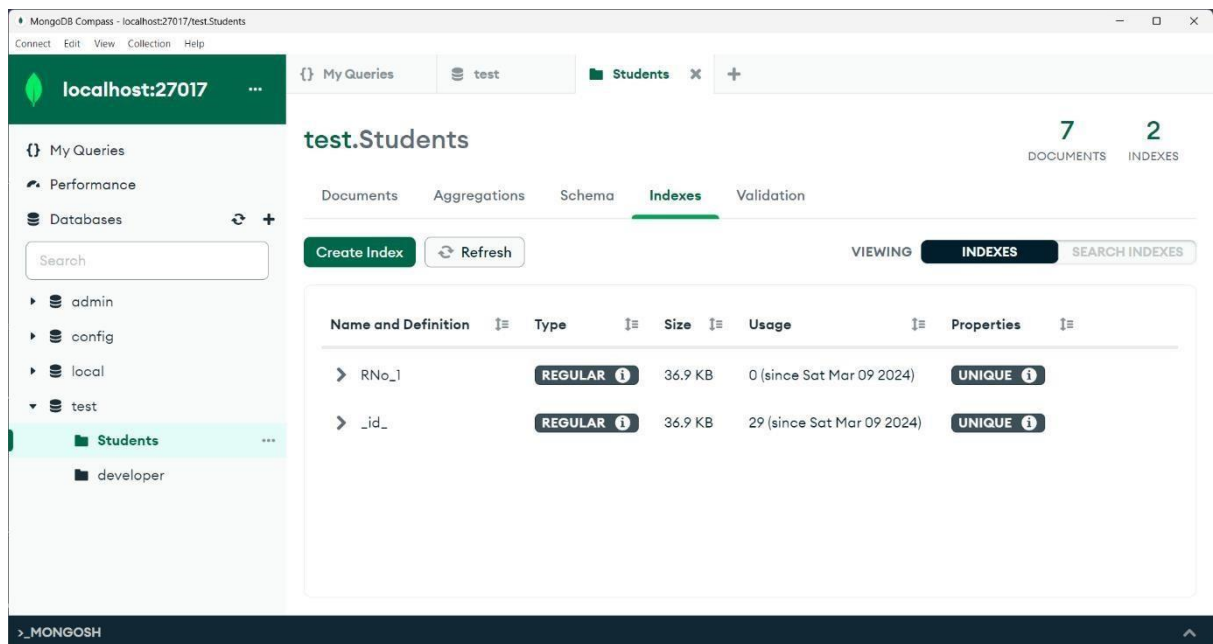 MongoDB Compass - localhost:27017/test.Students
Connect Edit View Collection Help
localhost:27017 ...
{} My Queries
Performance
Databases
Search
admin
config
local
test
Students ...
developer
{} My Queries test Students
test.Students
7 2
DOCUMENTS INDEXES
Documents Aggregations Schema Indexes Validation
Create Index Refresh VIEWING INDEXES SEARCH INDEXES
Name and Definition Type Size Usage Properties
RNo_1 REGULAR 36.9 KB 0 (since Sat Mar 09 2024) UNIQUE
_id_ REGULAR 36.9 KB 29 (since Sat Mar 09 2024) UNIQUE
>_MONGOSH